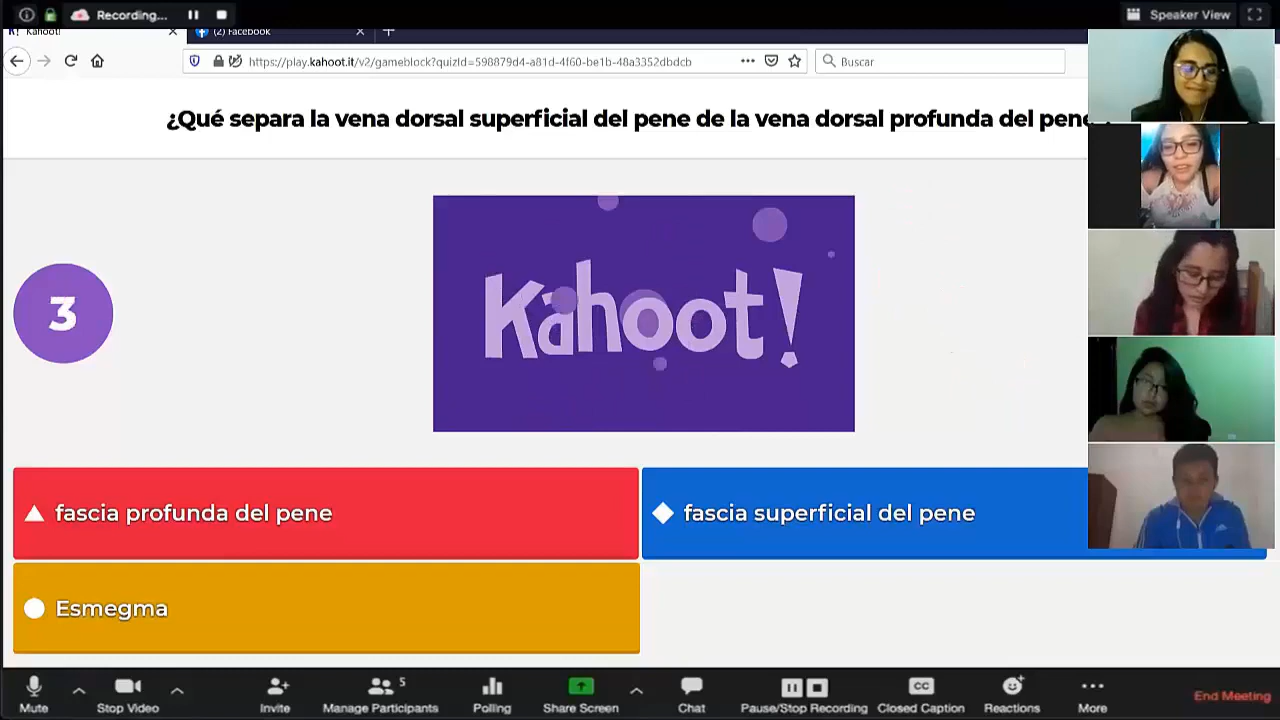 Recording...
Speaker View
Kahoot!
(2) Facebook
https://play.kahoot.it/v2/gameblock?quizId=598879d4-a81d-4f60-be1b-48a3352dbdcb
Buscar
¿Qué separa la vena dorsal superficial del pene de la vena dorsal profunda del pene
3
Kahoot!
fascia profunda del pene
fascia superficial del pene
Esmegma
5
Mute
Stop Video
Invite
Manage Participants
Polling
Share Screen
Chat
Pause/Stop Recording
CC
Closed Caption
Reactions
More
End Meeting